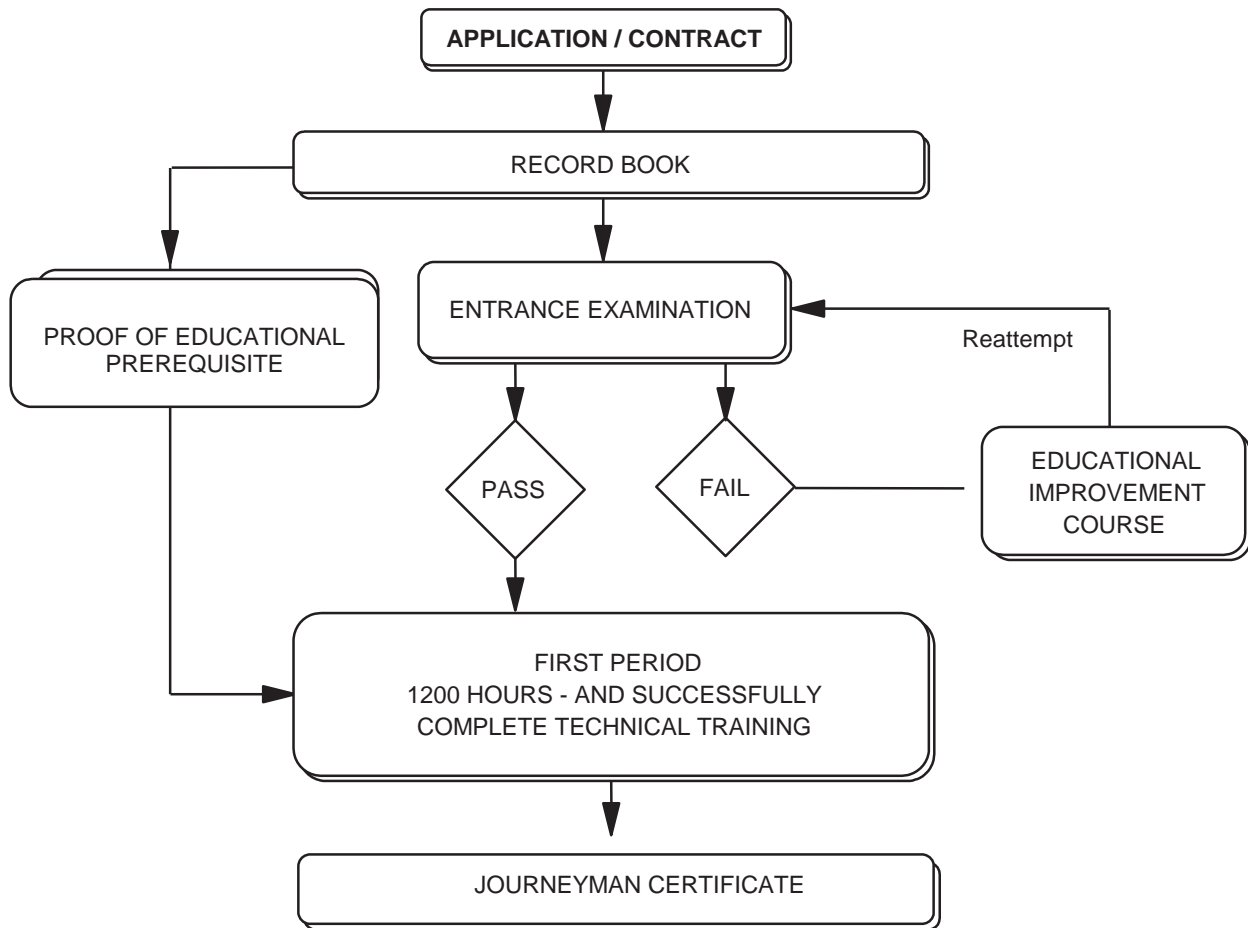 APPLICATION / CONTRACT
RECORD BOOK
PROOF OF EDUCATIONAL
PREREQUISITE
ENTRANCE EXAMINATION
Reattempt
PASS
FAIL
EDUCATIONAL
IMPROVEMENT
COURSE
FIRST PERIOD
1200 HOURS - AND SUCCESSFULLY
COMPLETE TECHNICAL TRAINING
JOURNEYMAN CERTIFICATE